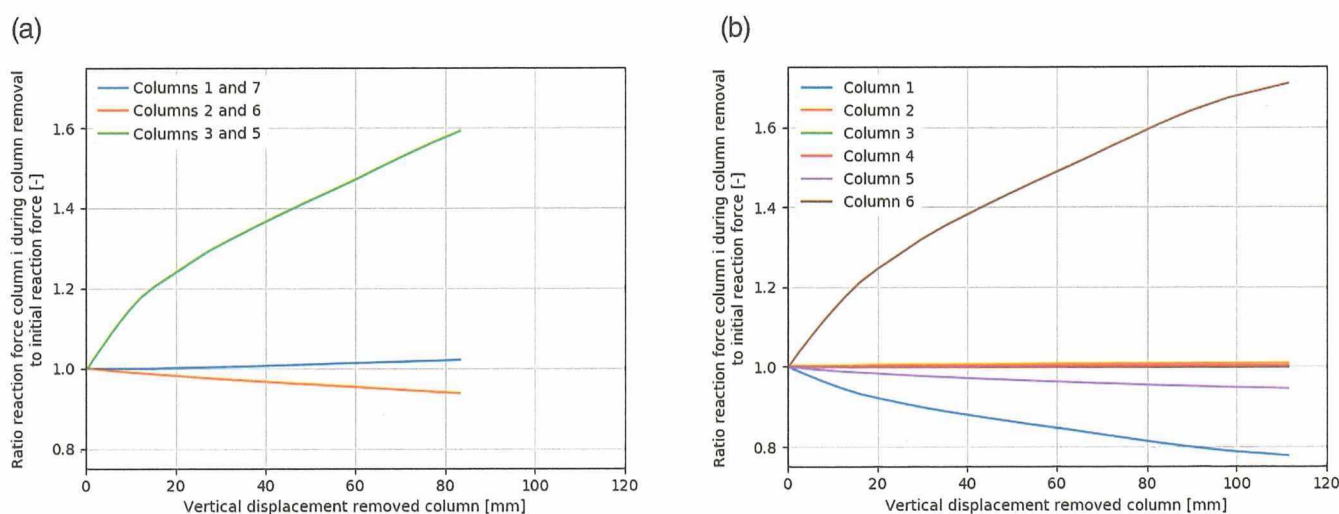 (a)
Ratio reaction force column i during column removal
to initial reaction force [-]
Columns 1 and 7
Columns 2 and 6
Columns 3 and 5
1.6
1.4
1.2
1.0
0.8
0 20 40 60 80 100 120
Vertical displacement removed column [mm]
(b)
Ratio reaction force column i during column removal
to initial reaction force [-]
Column 1
Column 2
Column 3
Column 4
Column 5
Column 6
1.6
1.4
1.2
1.0
0.8
0 20 40 60 80 100 120
Vertical displacement removed column [mm]